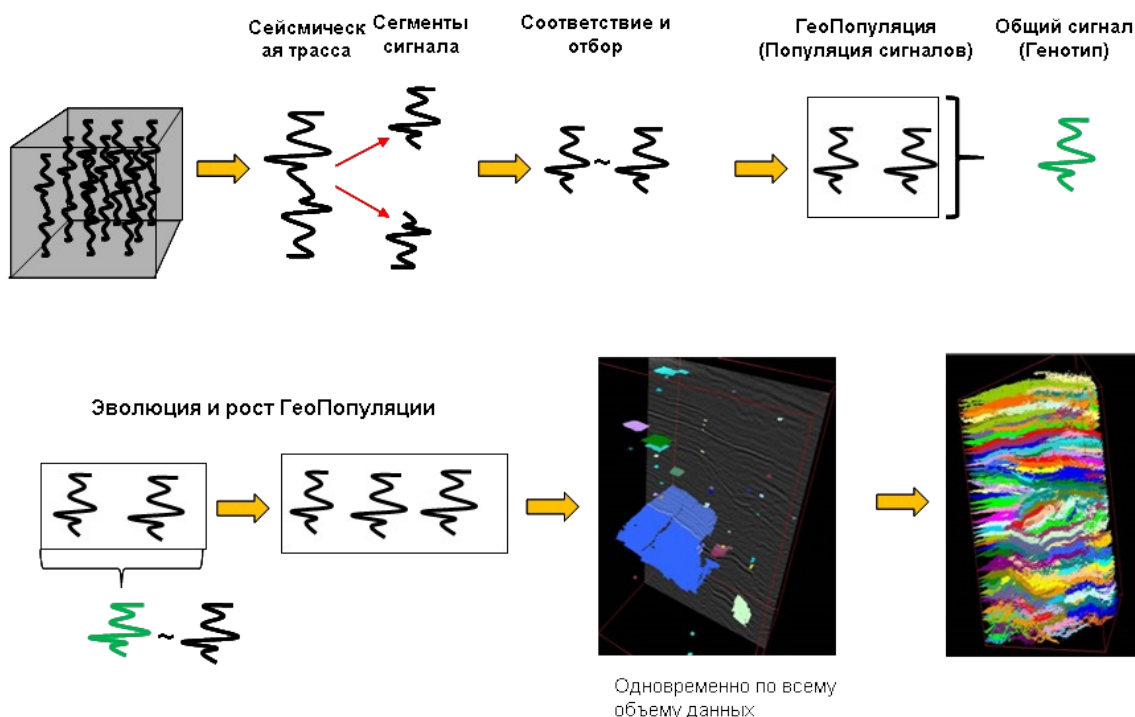 Сейсмическ
ая трасса
Сегменты
сигнала
Соответствие и
отбор
ГеоПопуляция
(Популяция сигналов)
Общий сигнал
(Генотип)
~
Эволюция и рост ГеоПопуляции
~
Одновременно по всему
объему данных